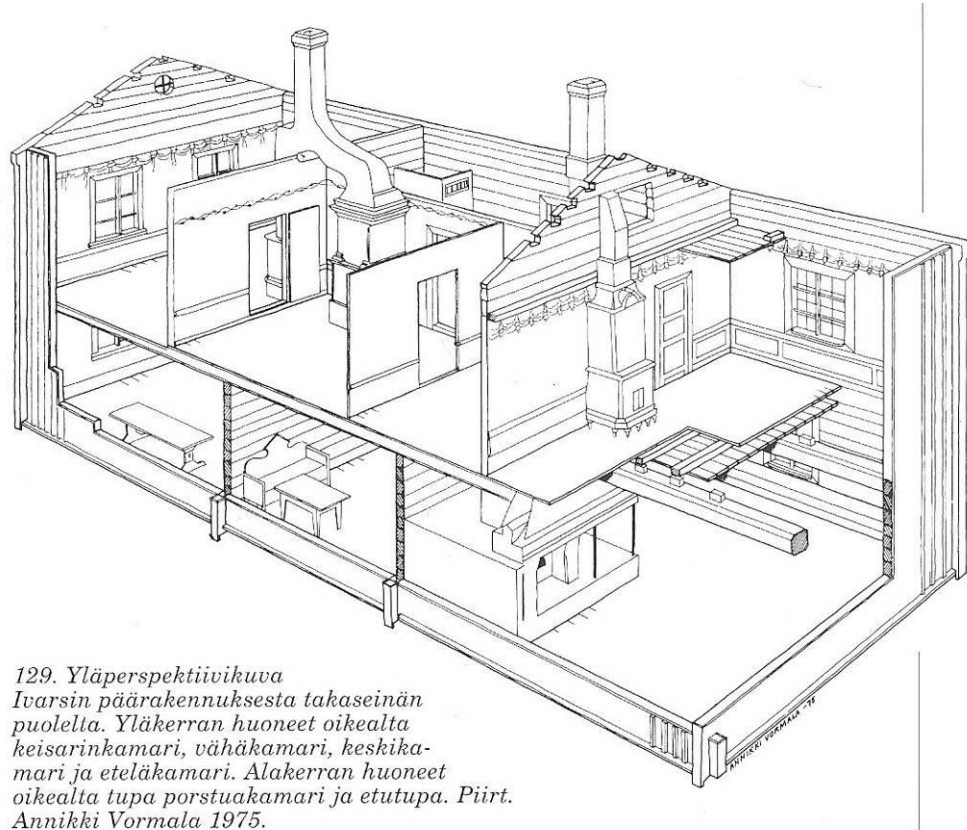 129. Yläperspektiivikuva
Ivarsin päärakennuksesta takaseinän
puolelta. Yläkerran huoneet oikealta
keisarinkamari, vähäkamari, keskika-
mari ja eteläkamari. Alakerran huoneet
oikealta tupa porstuakamari ja etutupa. Piirt.
Annikki Vormala 1975.
ANNIKKI VORMALA -75